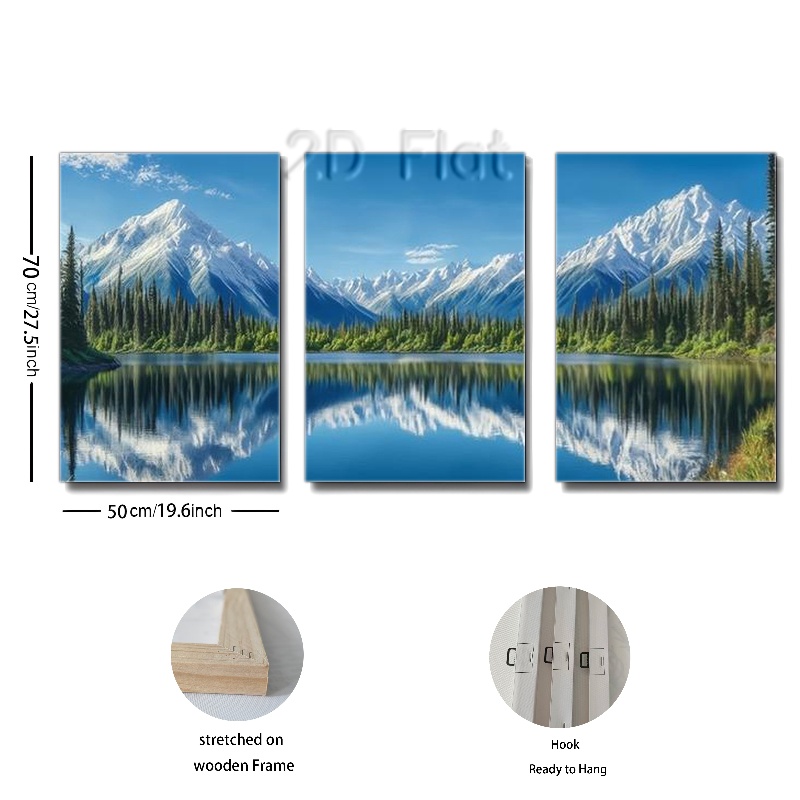 2D Flat
70 cm/27.5inch
50 cm/19.6inch
stretched on
wooden Frame
Hook
Ready to Hang